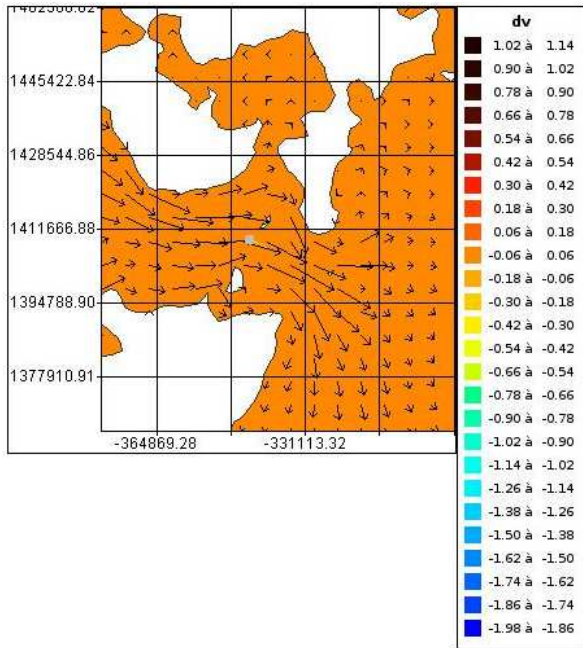 1445422.84
1428544.86
1411666.88
1394788.90
1377910.91
-364869.28 -331113.32
dv
1.02 à 1.14
0.90 à 1.02
0.78 à 0.90
0.66 à 0.78
0.54 à 0.66
0.42 à 0.54
0.30 à 0.42
0.18 à 0.30
0.06 à 0.18
-0.06 à 0.06
-0.18 à -0.06
-0.30 à -0.18
-0.42 à -0.30
-0.54 à -0.42
-0.66 à -0.54
-0.78 à -0.66
-0.90 à -0.78
-1.02 à -0.90
-1.14 à -1.02
-1.26 à -1.14
-1.38 à -1.26
-1.50 à -1.38
-1.62 à -1.50
-1.74 à -1.62
-1.86 à -1.74
-1.98 à -1.86